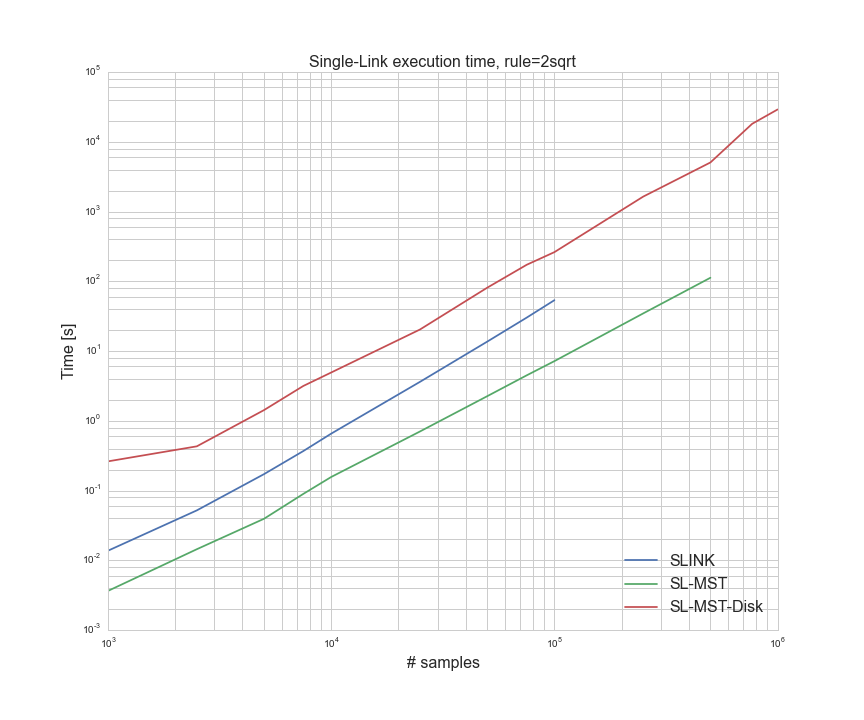 Single-Link execution time, rule=2sqrt
10^5
10^4
10^3
10^2
10^1
10^0
10^-1
10^-2
10^-3
Time [s]
SLINK
SL-MST
SL-MST-Disk
10^3 10^4 10^5 10^6
# samples